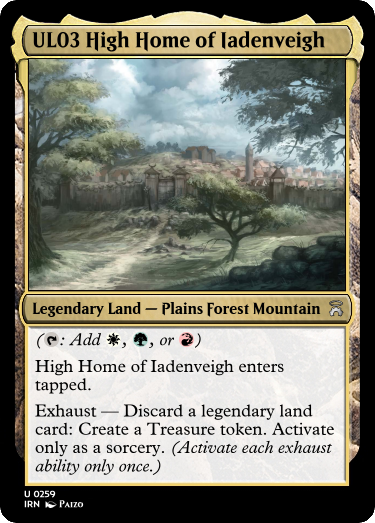 UL03 High Home of Iadenveigh
Legendary Land — Plains Forest Mountain
(: Add , , or )
High Home of Iadenveigh enters
tapped.
Exhaust — Discard a legendary land
card: Create a Treasure token. Activate
only as a sorcery. (Activate each exhaust
ability only once.)
U 0259
IRN Paizo